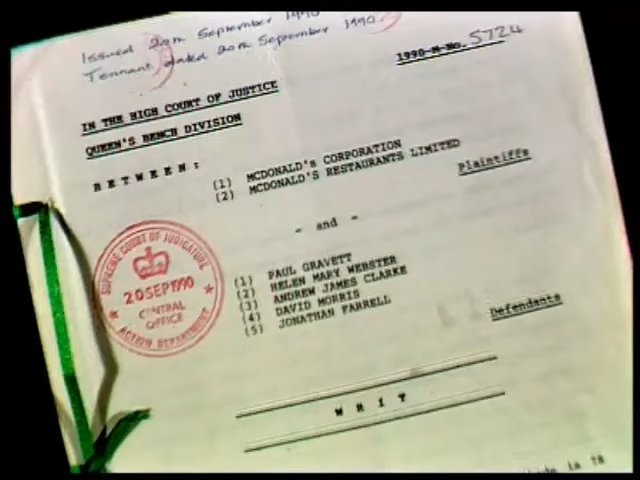 Issued 20th September 1990
Tennant dated 20th September 1990
1990-M-No. 5724
IN THE HIGH COURT OF JUSTICE
QUEEN'S BENCH DIVISION
BETWEEN:
(1) MCDONALD'S CORPORATION
(2) MCDONALD'S RESTAURANTS LIMITED
Plaintiffs
- and -
SUPREME COURT OF JUDICATURE
20 SEP 1990
CENTRAL
OFFICE
ACTION DEPARTMENT
(1) PAUL GRAVETT
(2) HELEN MARY WEBSTER
(3) ANDREW JAMES CLARKE
(4) DAVID MORRIS
(5) JONATHAN FARRELL
Defendants
W R I T